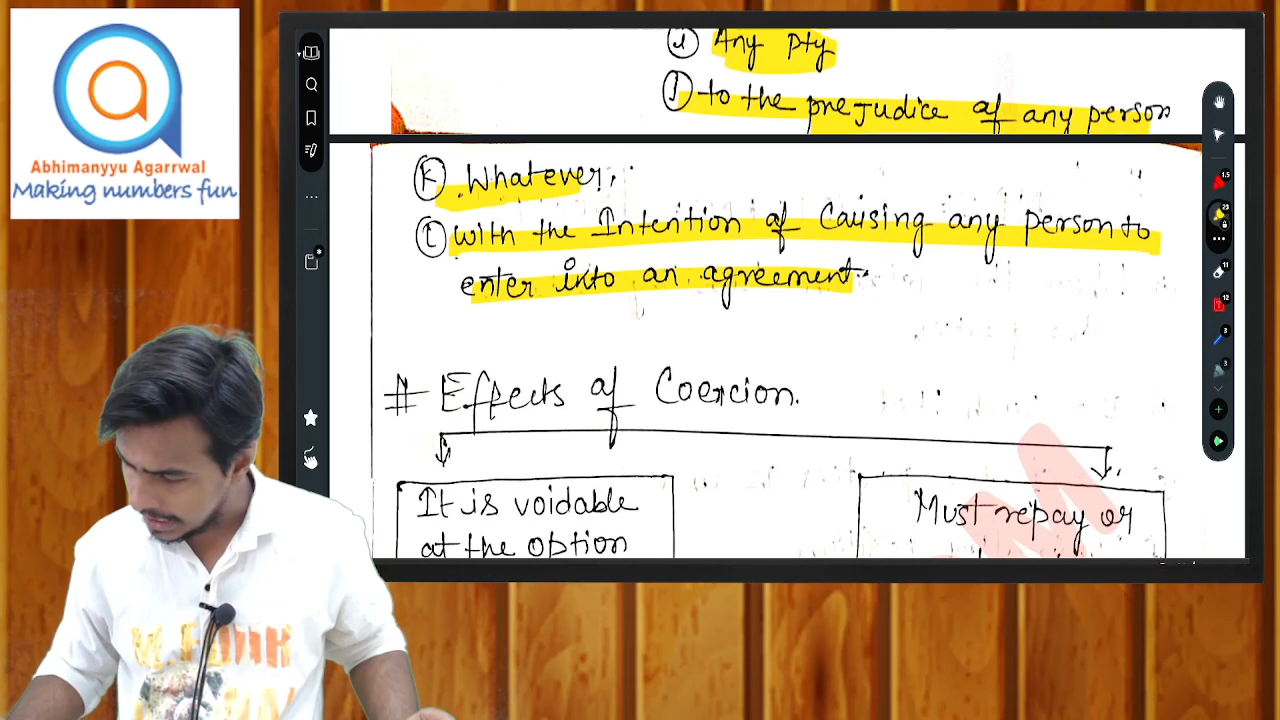 Abhimanyyu Agarrwal
Making numbers fun
(i) Any pty
(j) to the prejudice of any person
(k) Whatever.
(l) with the Intention of Causing any person to
enter into an agreement.
# Effects of Coercion.
It is voidable
at the option
Must repay or